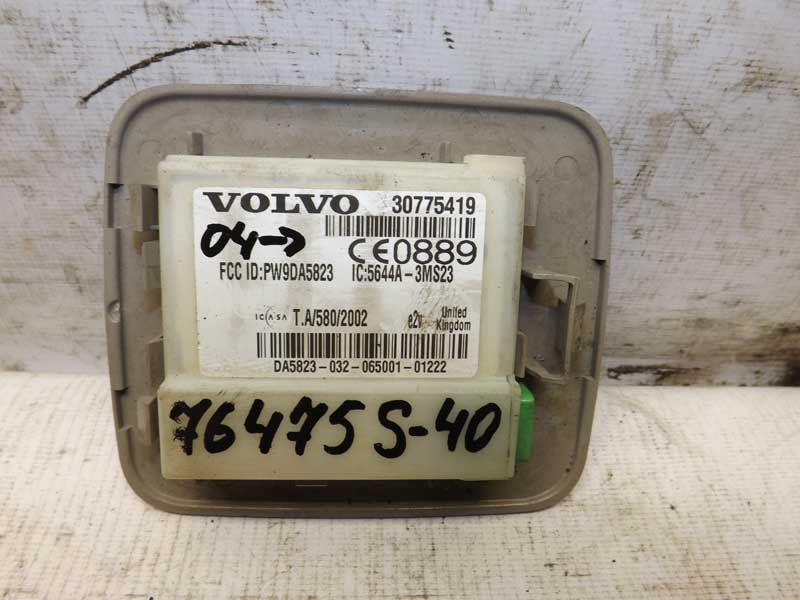 VOLVO 30775419
04→ CE0889
FCC ID:PW9DA5823 IC:5644A-3MS23
ICASA T.A/580/2002 e2v United Kingdom
DA5823-032-065001-01222
76475 S-40